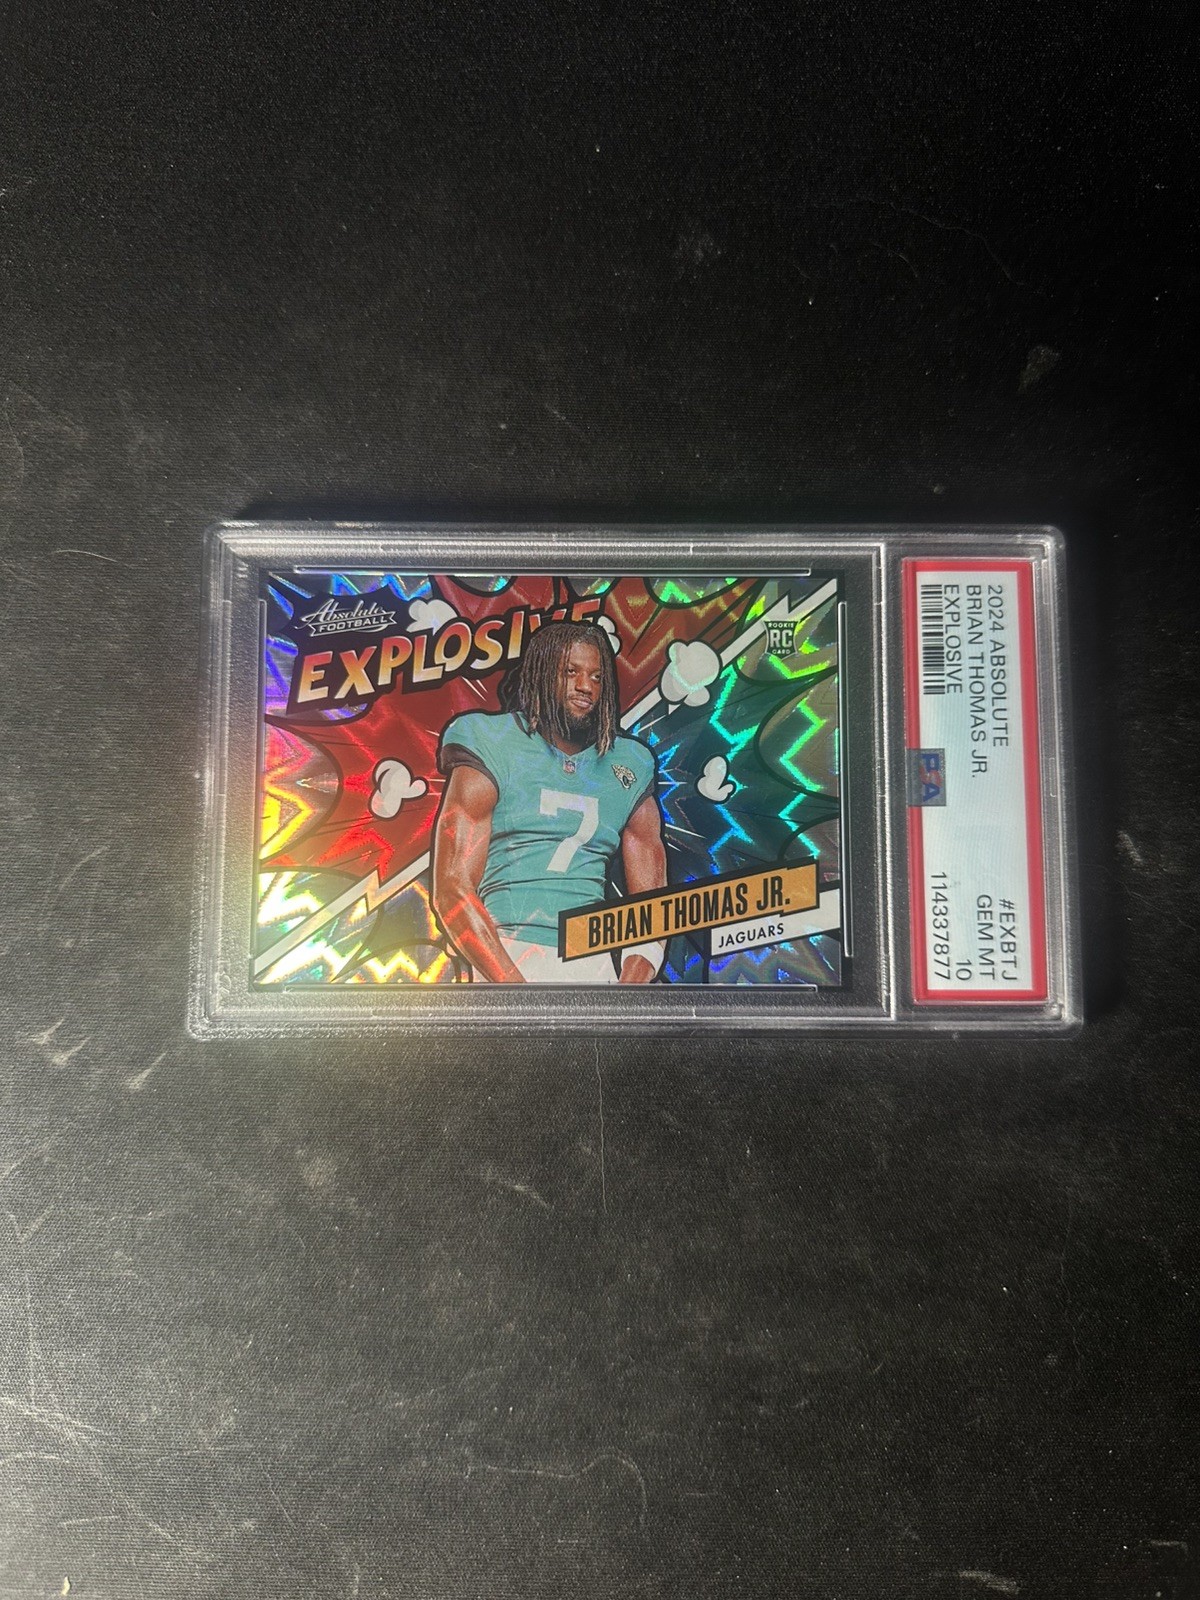 Absolute
FOOTBALL
EXPLOSIVE
ROOKIE
RC
CARD
7
BRIAN THOMAS JR.
JAGUARS
2024 ABSOLUTE
BRIAN THOMAS JR.
EXPLOSIVE
PSA
#EXBTJ
GEM MT
10
114337877